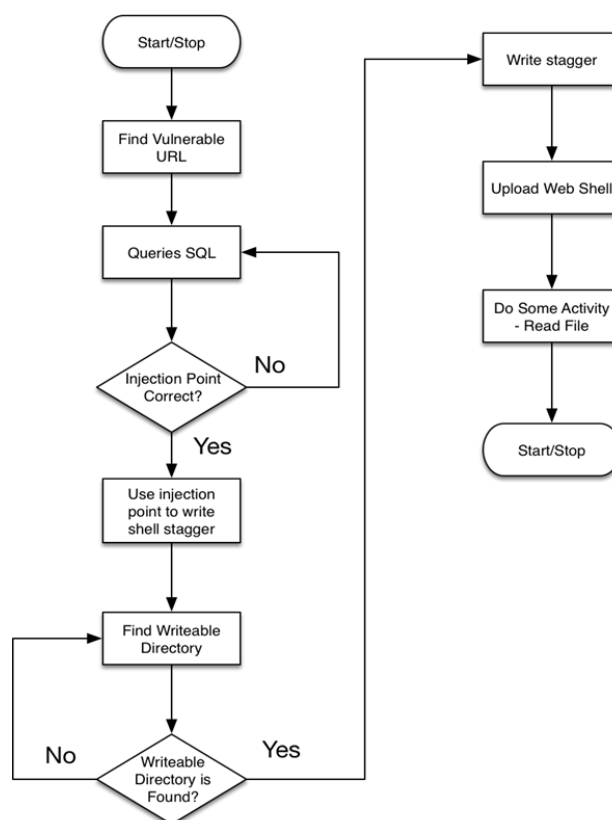 Start/Stop
Find Vulnerable
URL
Queries SQL
Injection Point
Correct?
No
Yes
Use injection
point to write
shell stagger
Find Writeable
Directory
Writeable
Directory is
Found?
No
Yes
Write stagger
Upload Web Shell
Do Some Activity
- Read File
Start/Stop